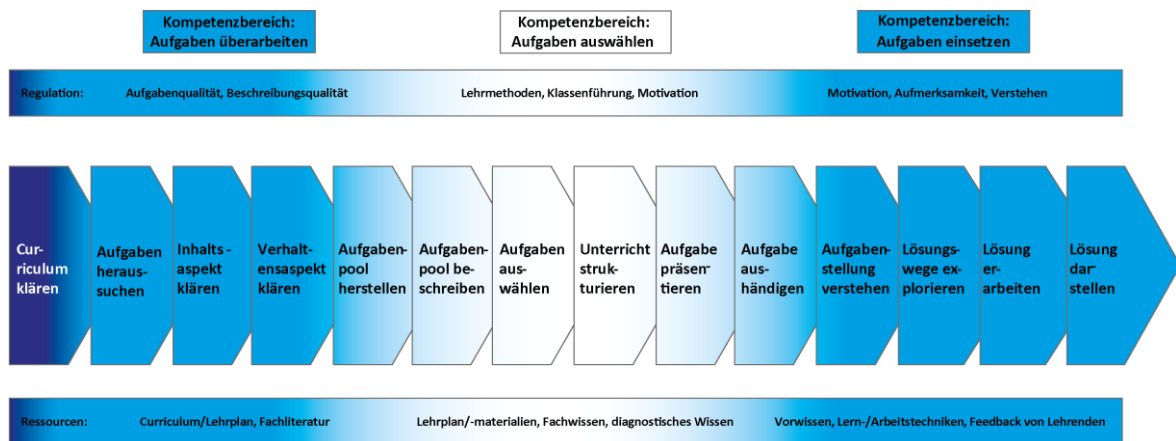 Kompetenzbereich:
Aufgaben überarbeiten
Kompetenzbereich:
Aufgaben auswählen
Kompetenzbereich:
Aufgaben einsetzen
Regulation: Aufgabenqualität, Beschreibungsqualität Lehrmethoden, Klassenführung, Motivation Motivation, Aufmerksamkeit, Verstehen
Cur-
riculum
klären
Aufgaben
heraus-
suchen
Inhalts-
aspekt
klären
Verhalt-
ensaspekt
klären
Aufgaben-
pool
herstellen
Aufgaben-
pool be-
schreiben
Aufgaben
aus-
wählen
Unterricht
struk-
turieren
Aufgabe
präsen-
tieren
Aufgabe
aus-
händigen
Aufgaben-
stellung
verstehen
Lösungs-
wege ex-
plorieren
Lösung
er-
arbeiten
Lösung
dar-
stellen
Ressourcen: Curriculum/Lehrplan, Fachliteratur Lehrplan/-materialien, Fachwissen, diagnostisches Wissen Vorwissen, Lern-/Arbeitstechniken, Feedback von Lehrenden